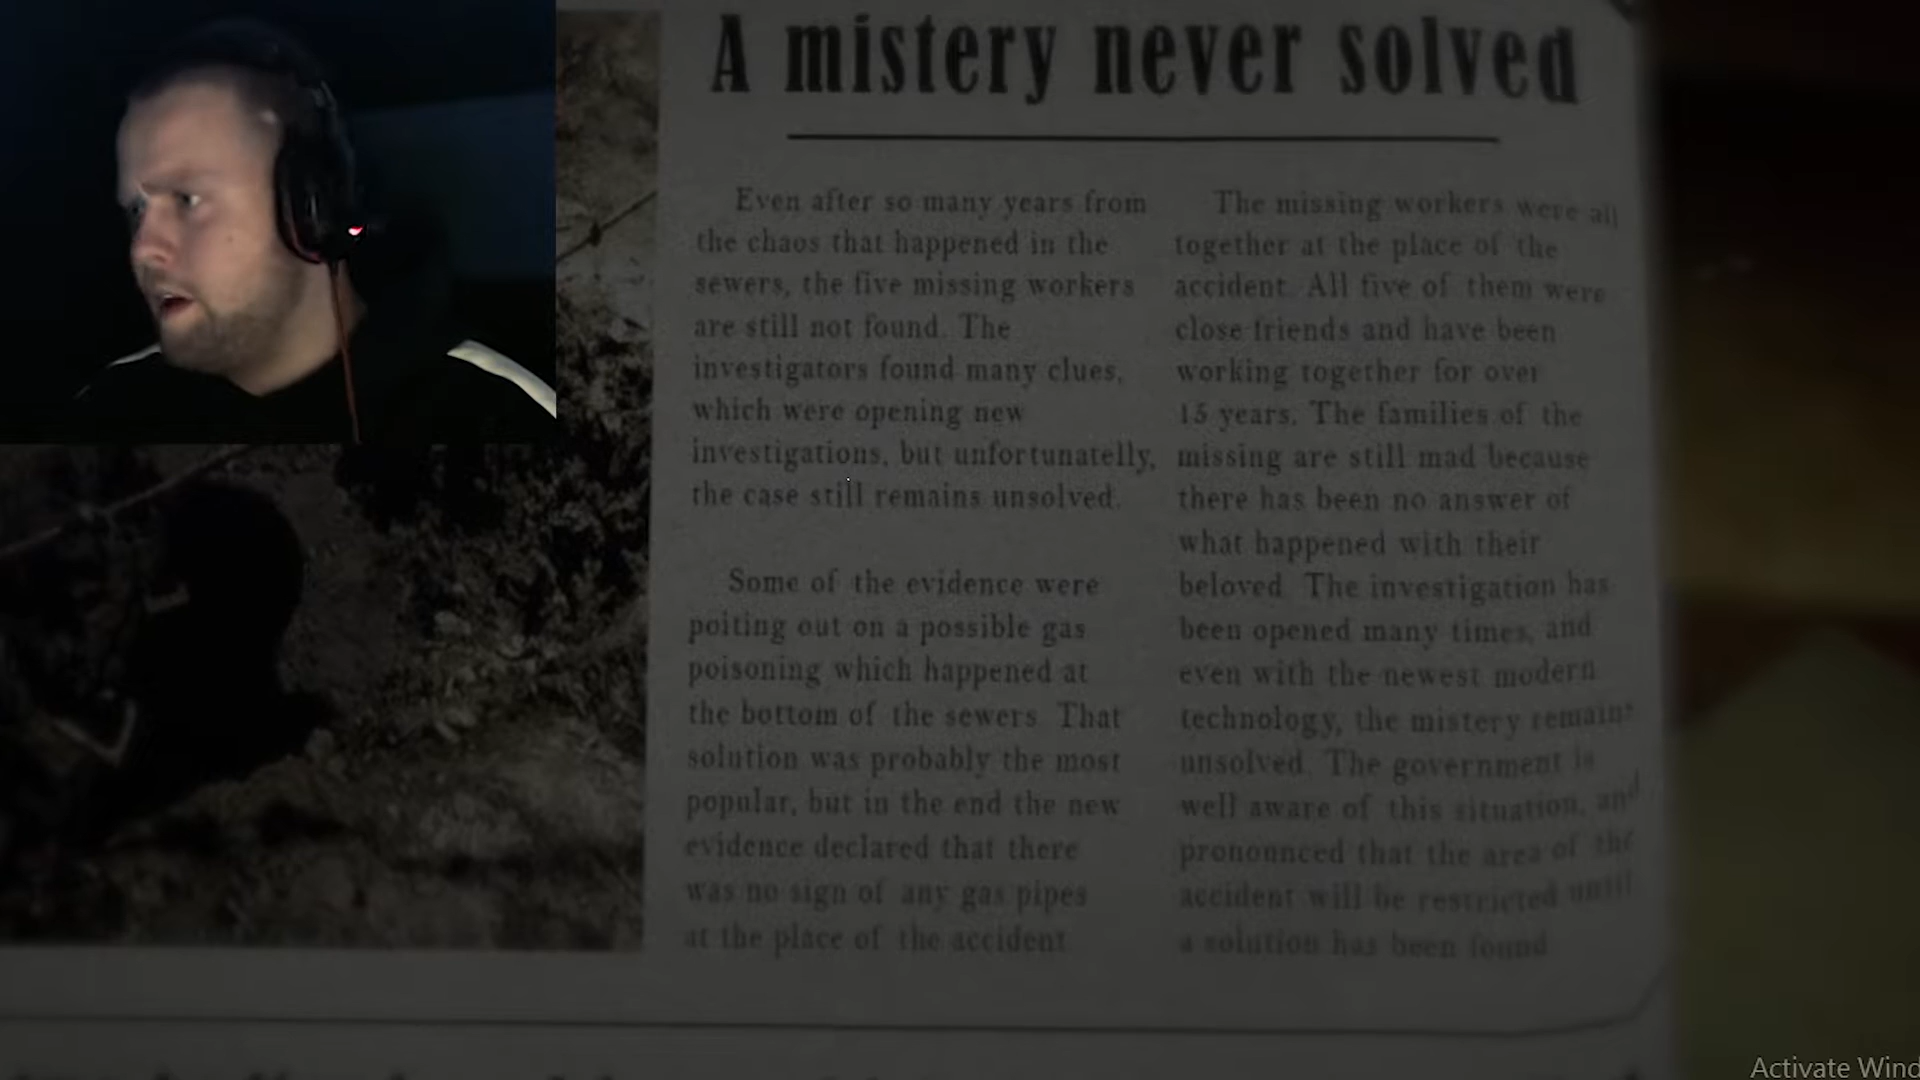 A mistery never solved
Even after so many years from
the chaos that happened in the
sewers, the five missing workers
are still not found. The
investigators found many clues,
which were opening new
investigations, but unfortunatelly,
the case still remains unsolved.
Some of the evidence were
poiting out on a possible gas
poisoning which happened at
the bottom of the sewers. That
solution was probably the most
popular, but in the end the new
evidence declared that there
was no sign of any gas pipes
at the place of the accident
The missing workers were all
together at the place of the
accident. All five of them were
close friends and have been
working together for over
15 years. The families of the
missing are still mad because
there has been no answer of
what happened with their
beloved. The investigation has
been opened many times, and
even with the newest modern
technology, the mistery remains
unsolved. The government is
well aware of this situation, and
pronounced that the area of the
accident will be restricted until
a solution has been found
Activate Wind